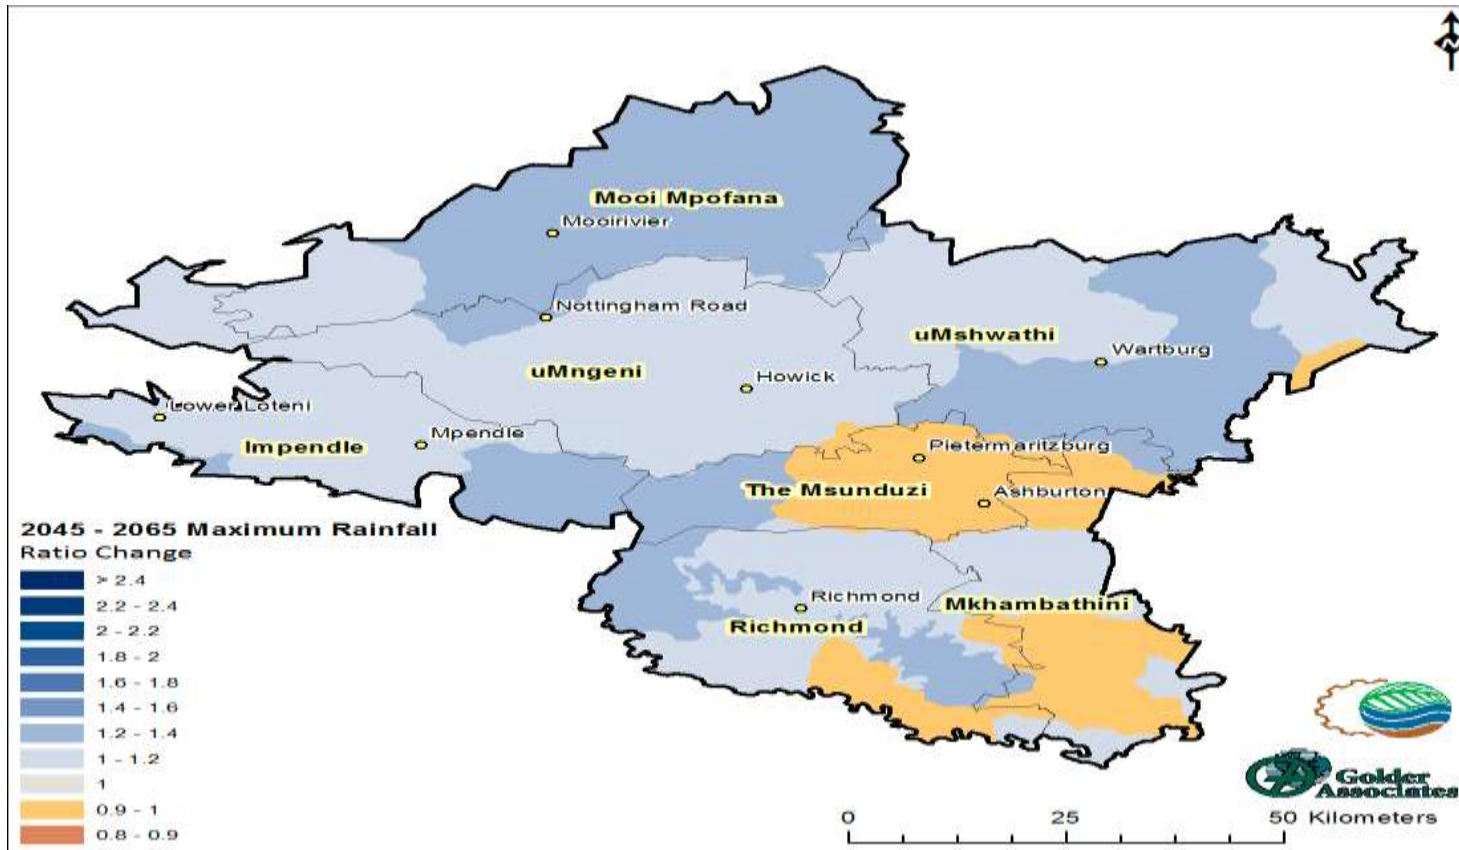 N
Mooi Mpofana
Mooirivier
Nottingham Road
uMshwathi
Wartburg
uMngeni
Howick
Lower Loteni
Mpendle
Impendle
Pietermaritzburg
The Msunduzi
Ashburton
Richmond
Mkhambathini
Richmond
2045 - 2065 Maximum Rainfall
Ratio Change
> 2.4
2.2 - 2.4
2 - 2.2
1.8 - 2
1.6 - 1.8
1.4 - 1.6
1.2 - 1.4
1 - 1.2
1
0.9 - 1
0.8 - 0.9
Golder
Associates
0 25 50 Kilometers